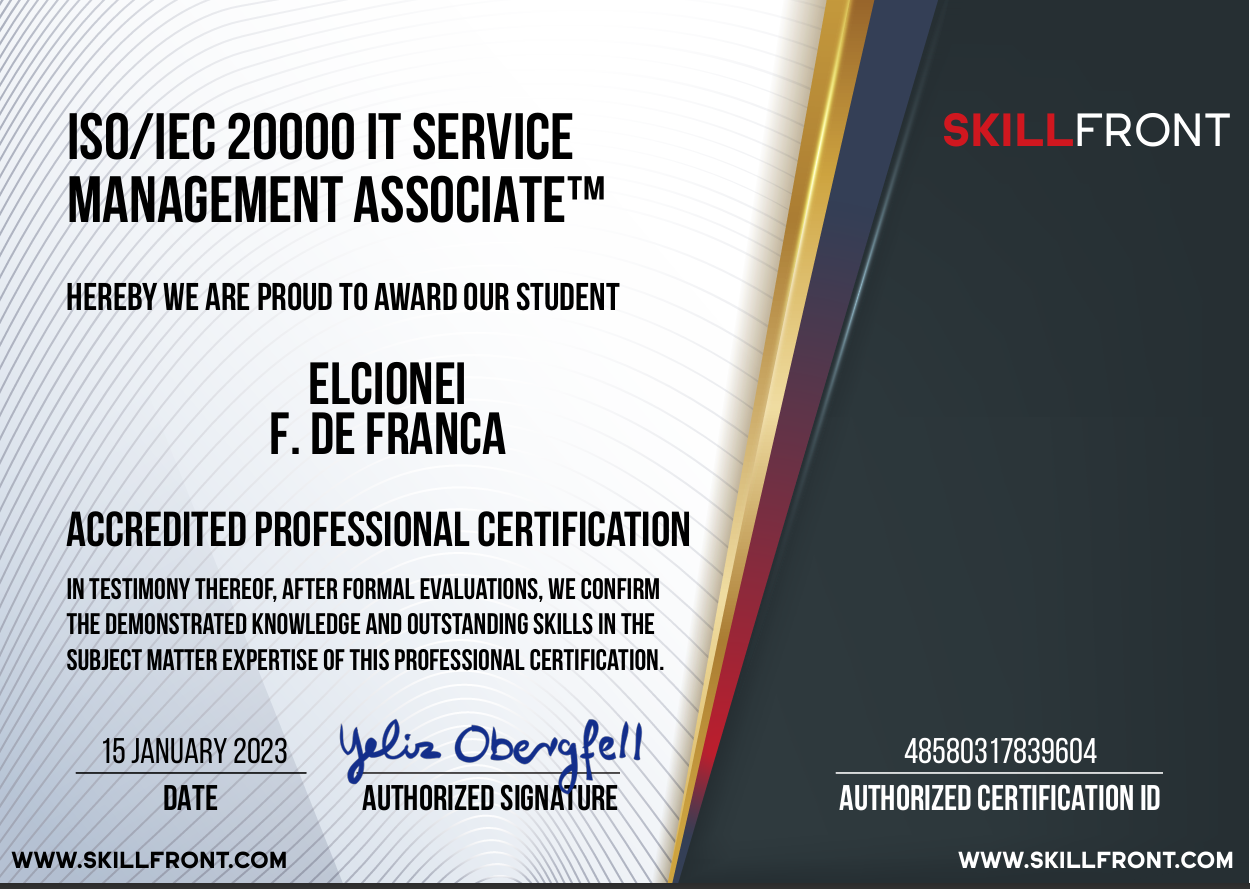 SKILLFRONT
ISO/IEC 20000 IT SERVICE
MANAGEMENT ASSOCIATE™
HEREBY WE ARE PROUD TO AWARD OUR STUDENT
ELCIONEI
F. DE FRANCA
ACCREDITED PROFESSIONAL CERTIFICATION
IN TESTIMONY THEREOF, AFTER FORMAL EVALUATIONS, WE CONFIRM
THE DEMONSTRATED KNOWLEDGE AND OUTSTANDING SKILLS IN THE
SUBJECT MATTER EXPERTISE OF THIS PROFESSIONAL CERTIFICATION.
15 JANUARY 2023
DATE
Yeliz Obergfell
AUTHORIZED SIGNATURE
48580317839604
AUTHORIZED CERTIFICATION ID
WWW.SKILLFRONT.COM
WWW.SKILLFRONT.COM